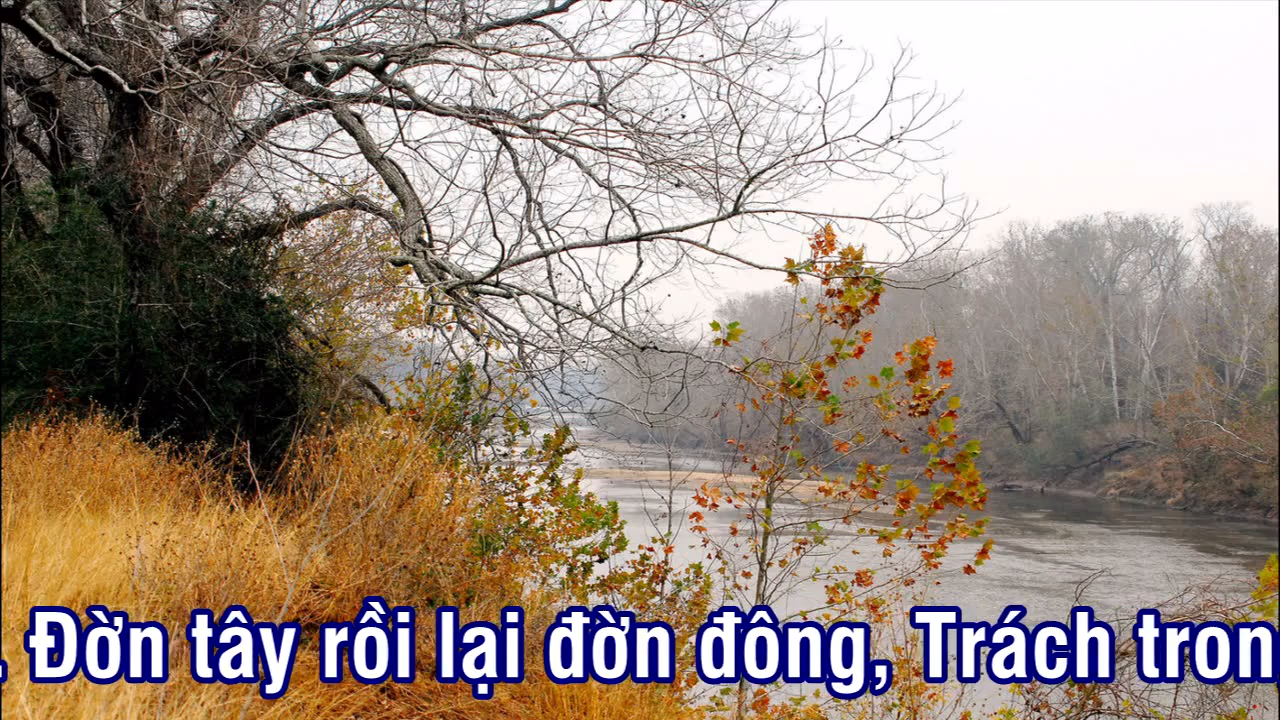 . Đờn tây rồi lại đờn đông, Trách tron